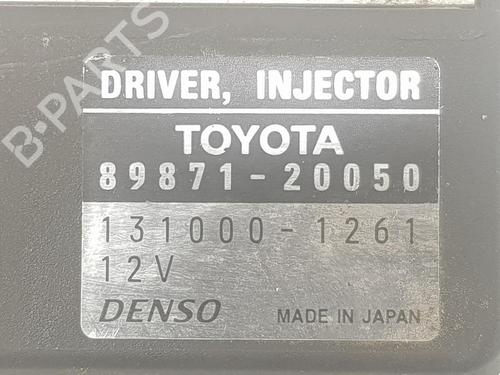 B-PARTS
DRIVER, INJECTOR
TOYOTA
89871-20050
131000-1261
12V
DENSO MADE IN JAPAN